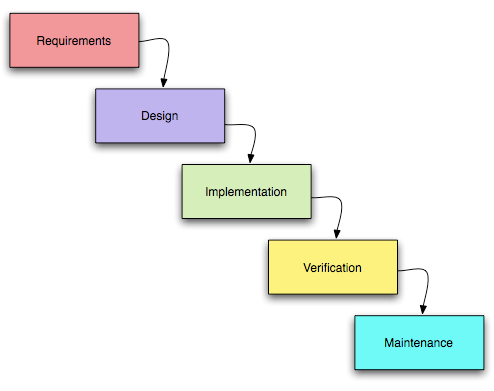 Requirements
Design
Implementation
Verification
Maintenance